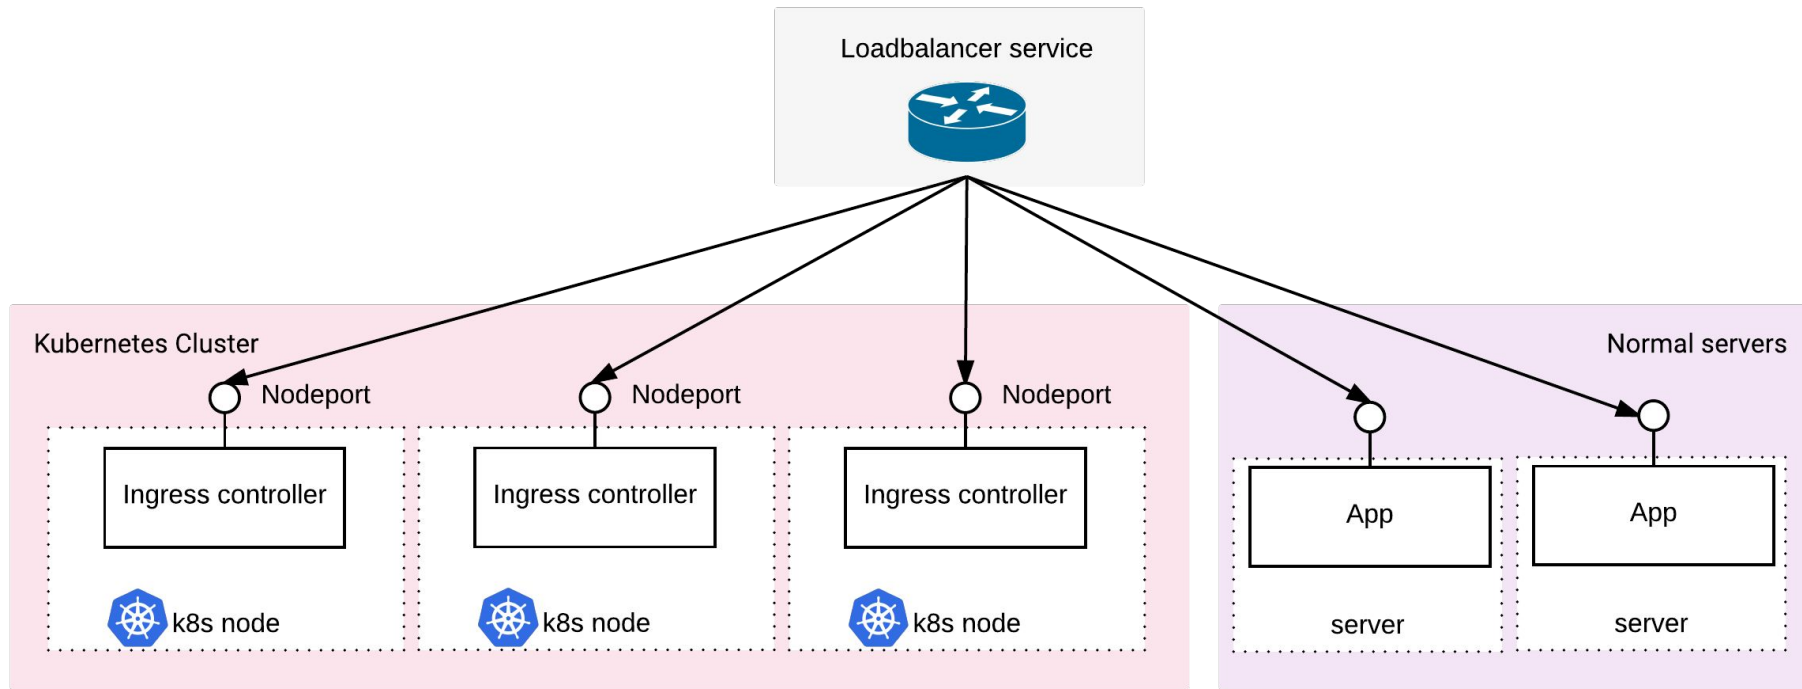 Loadbalancer service
Kubernetes Cluster
Normal servers
Nodeport
Nodeport
Nodeport
Ingress controller
Ingress controller
Ingress controller
App
App
k8s node
k8s node
k8s node
server
server